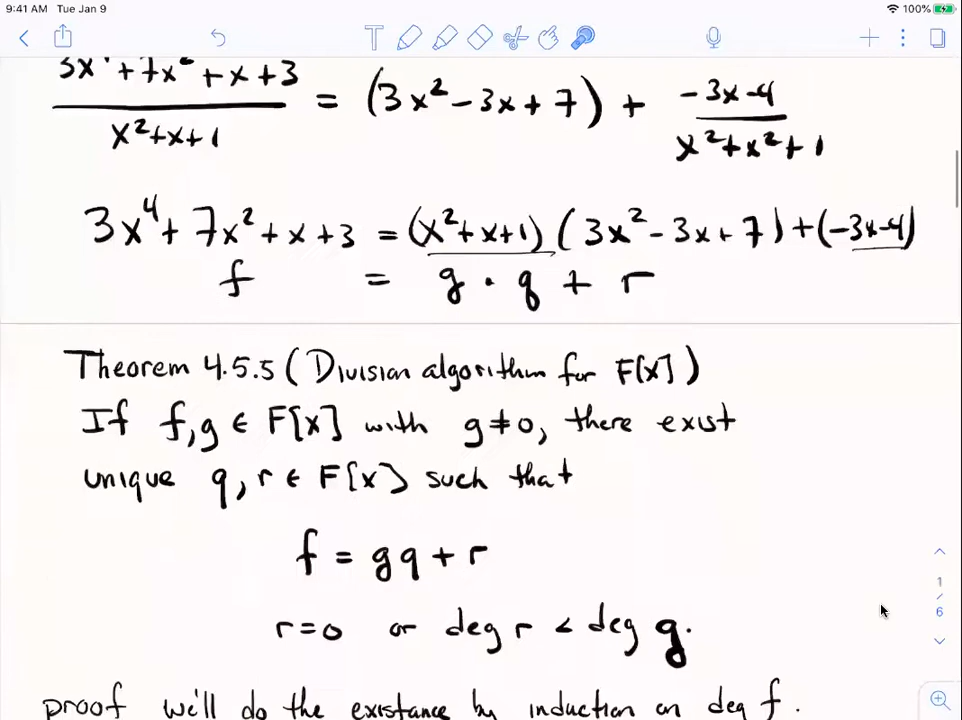 9:41 AM Tue Jan 9
100%
3x⁴+7x²+x+3 / x²+x+1 = (3x²-3x+7) + -3x-4 / x²+x²+1
3x⁴+7x²+x+3 = (x²+x+1)(3x²-3x+7)+(-3x-4)
f = g · q + r
Theorem 4.5.5 (Division algorithm for F[x])
If f,g ∈ F[x] with g≠0, there exist
unique q, r ∈ F[x] such that
f = gq + r
r=0 or deg r < deg g.
proof we'll do the existance by induction on deg f.
1
/
6